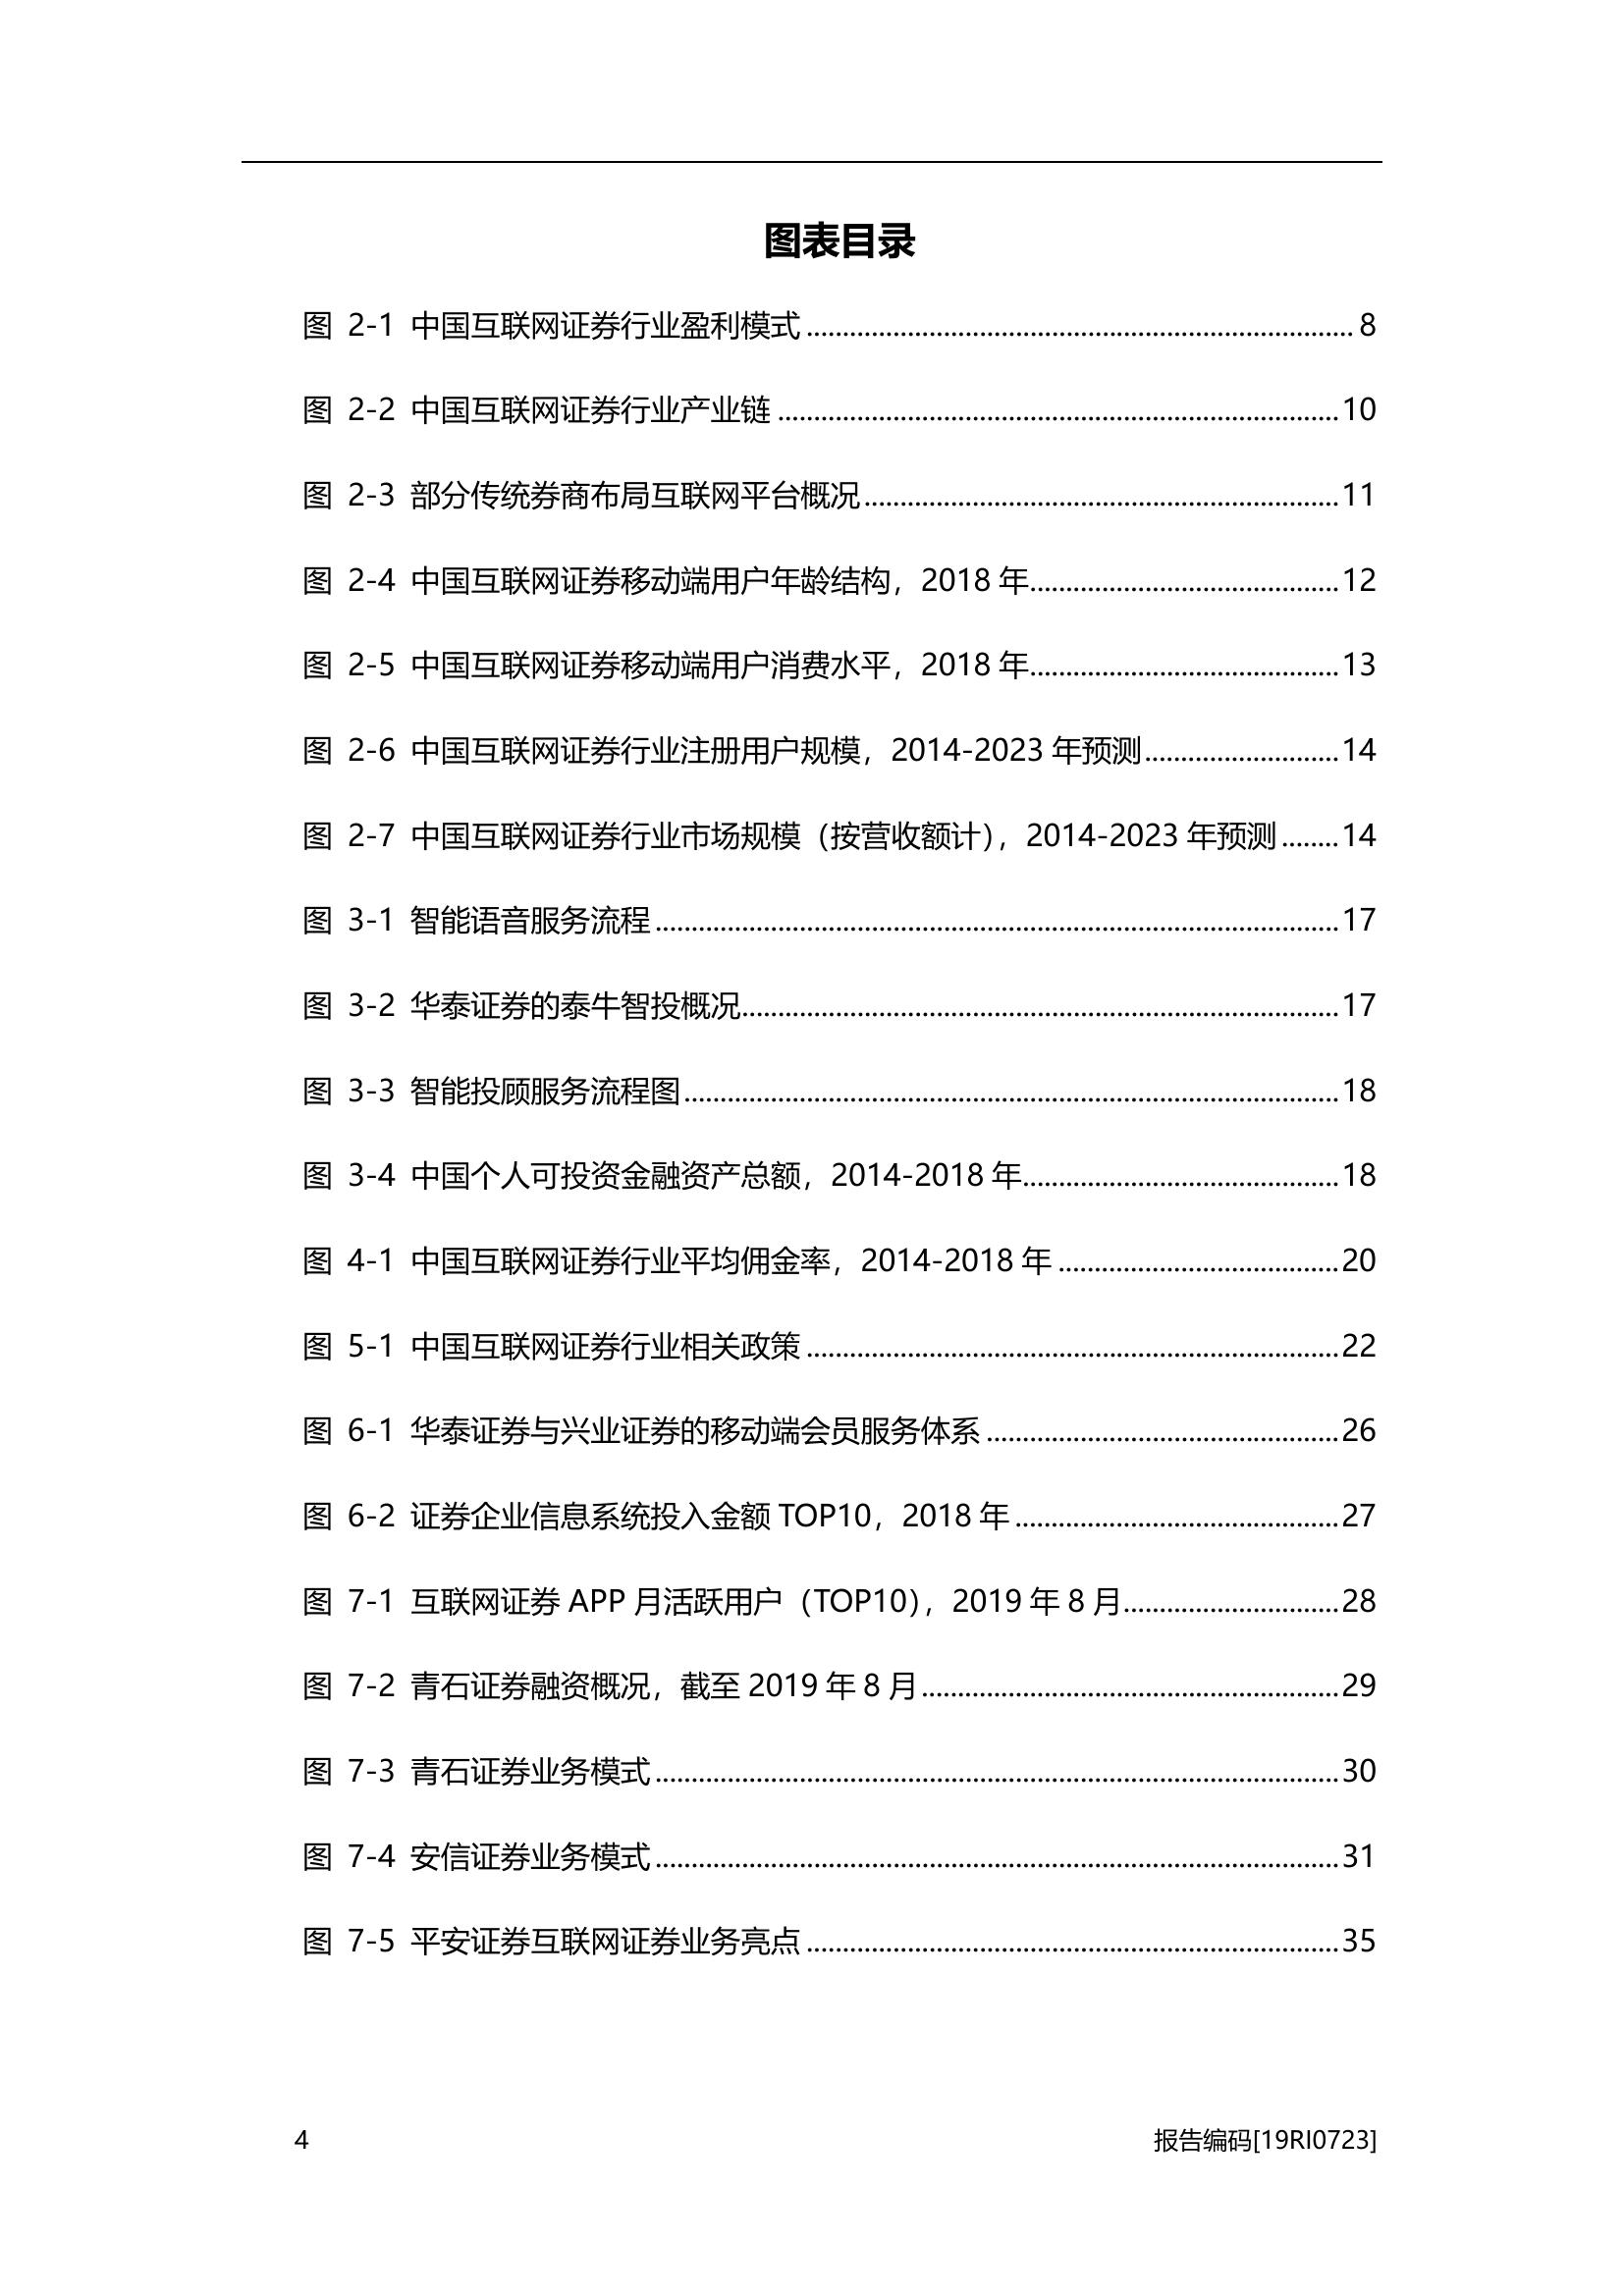 图表目录
图 2-1 中国互联网证券行业盈利模式 ........................................ 8
图 2-2 中国互联网证券行业产业链 ........................................ 10
图 2-3 部分传统券商布局互联网平台概况 ........................................ 11
图 2-4 中国互联网证券移动端用户年龄结构，2018 年 ........................................ 12
图 2-5 中国互联网证券移动端用户消费水平，2018 年 ........................................ 13
图 2-6 中国互联网证券行业注册用户规模，2014-2023 年预测 ........................... 14
图 2-7 中国互联网证券行业市场规模（按营收额计），2014-2023 年预测 ........ 14
图 3-1 智能语音服务流程 ........................................ 17
图 3-2 华泰证券的泰牛智投概况 ........................................ 17
图 3-3 智能投顾服务流程图 ........................................ 18
图 3-4 中国个人可投资金融资产总额，2014-2018 年 ........................................ 18
图 4-1 中国互联网证券行业平均佣金率，2014-2018 年 ........................................ 20
图 5-1 中国互联网证券行业相关政策 ........................................ 22
图 6-1 华泰证券与兴业证券的移动端会员服务体系 ........................................ 26
图 6-2 证券企业信息系统投入金额 TOP10，2018 年 ........................................ 27
图 7-1 互联网证券 APP 月活跃用户（TOP10），2019 年 8 月 .............................. 28
图 7-2 青石证券融资概况，截至 2019 年 8 月 ........................................ 29
图 7-3 青石证券业务模式 ........................................ 30
图 7-4 安信证券业务模式 ........................................ 31
图 7-5 平安证券互联网证券业务亮点 ........................................ 35
4 报告编码[19RI0723]